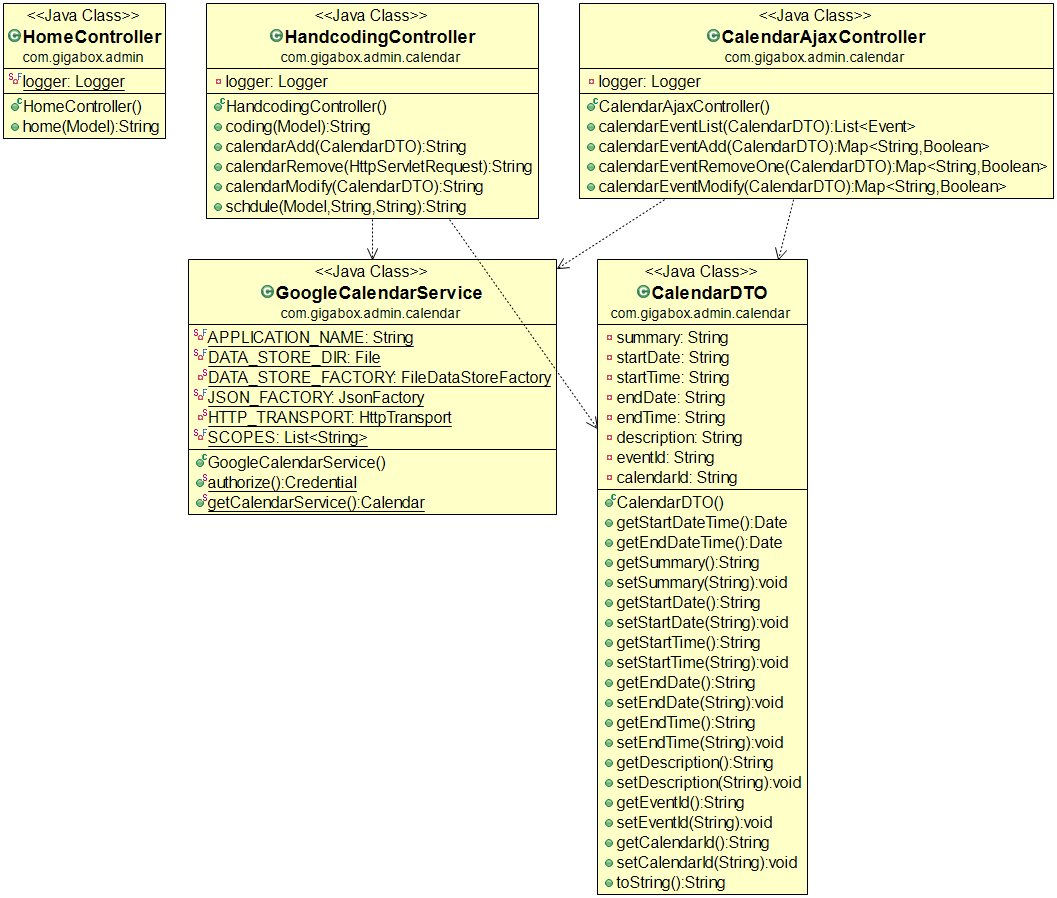 <<Java Class>>
HomeController
com.gigabox.admin
logger: Logger
HomeController()
home(Model):String
<<Java Class>>
HandcodingController
com.gigabox.admin.calendar
logger: Logger
HandcodingController()
coding(Model):String
calendarAdd(CalendarDTO):String
calendarRemove(HttpServletRequest):String
calendarModify(CalendarDTO):String
schdule(Model,String,String):String
<<Java Class>>
CalendarAjaxController
com.gigabox.admin.calendar
logger: Logger
CalendarAjaxController()
calendarEventList(CalendarDTO):List<Event>
calendarEventAdd(CalendarDTO):Map<String,Boolean>
calendarEventRemoveOne(CalendarDTO):Map<String,Boolean>
calendarEventModify(CalendarDTO):Map<String,Boolean>
<<Java Class>>
GoogleCalendarService
com.gigabox.admin.calendar
APPLICATION_NAME: String
DATA_STORE_DIR: File
DATA_STORE_FACTORY: FileDataStoreFactory
JSON_FACTORY: JsonFactory
HTTP_TRANSPORT: HttpTransport
SCOPES: List<String>
GoogleCalendarService()
authorize():Credential
getCalendarService():Calendar
<<Java Class>>
CalendarDTO
com.gigabox.admin.calendar
summary: String
startDate: String
startTime: String
endDate: String
endTime: String
description: String
eventId: String
calendarId: String
CalendarDTO()
getStartDateTime():Date
getEndDateTime():Date
getSummary():String
setSummary(String):void
getStartDate():String
setStartDate(String):void
getStartTime():String
setStartTime(String):void
getEndDate():String
setEndDate(String):void
getEndTime():String
setEndTime(String):void
getDescription():String
setDescription(String):void
getEventId():String
setEventId(String):void
getCalendarId():String
setCalendarId(String):void
toString():String